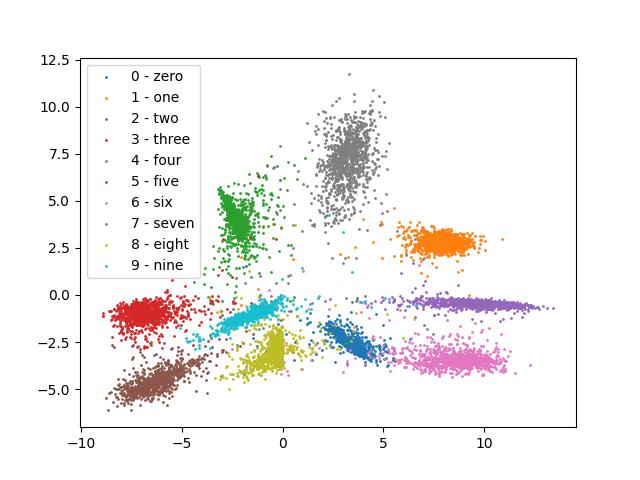 12.5
10.0
7.5
5.0
2.5
0.0
−2.5
−5.0
−10
−5
0
5
10
0 - zero
1 - one
2 - two
3 - three
4 - four
5 - five
6 - six
7 - seven
8 - eight
9 - nine